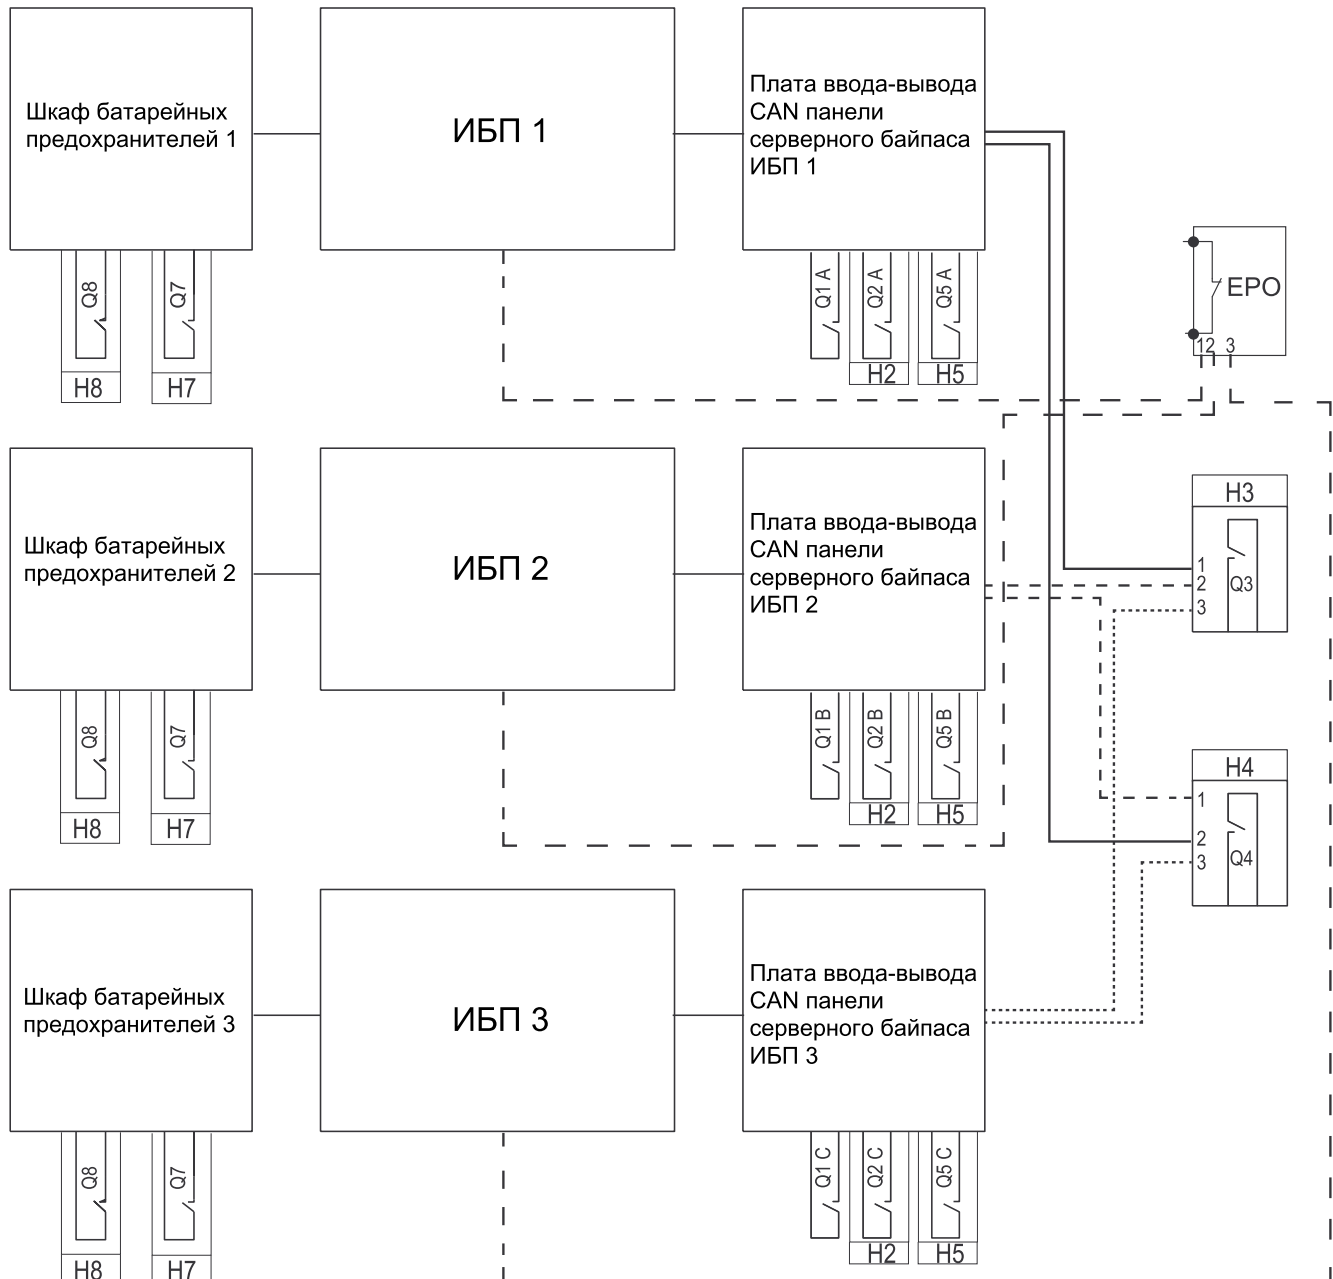 Шкаф батарейных
предохранителей 1
ИБП 1
Плата ввода-вывода
CAN панели
серверного байпаса
ИБП 1
Q8
Q7
H8
H7
Q1 A
Q2 A
Q5 A
H2
H5
EPO
12 3
Шкаф батарейных
предохранителей 2
ИБП 2
Плата ввода-вывода
CAN панели
серверного байпаса
ИБП 2
H3
1
2
3
Q3
Q8
Q7
H8
H7
Q1 B
Q2 B
Q5 B
H2
H5
H4
1
2
3
Q4
Шкаф батарейных
предохранителей 3
ИБП 3
Плата ввода-вывода
CAN панели
серверного байпаса
ИБП 3
Q8
Q7
H8
H7
Q1 C
Q2 C
Q5 C
H2
H5